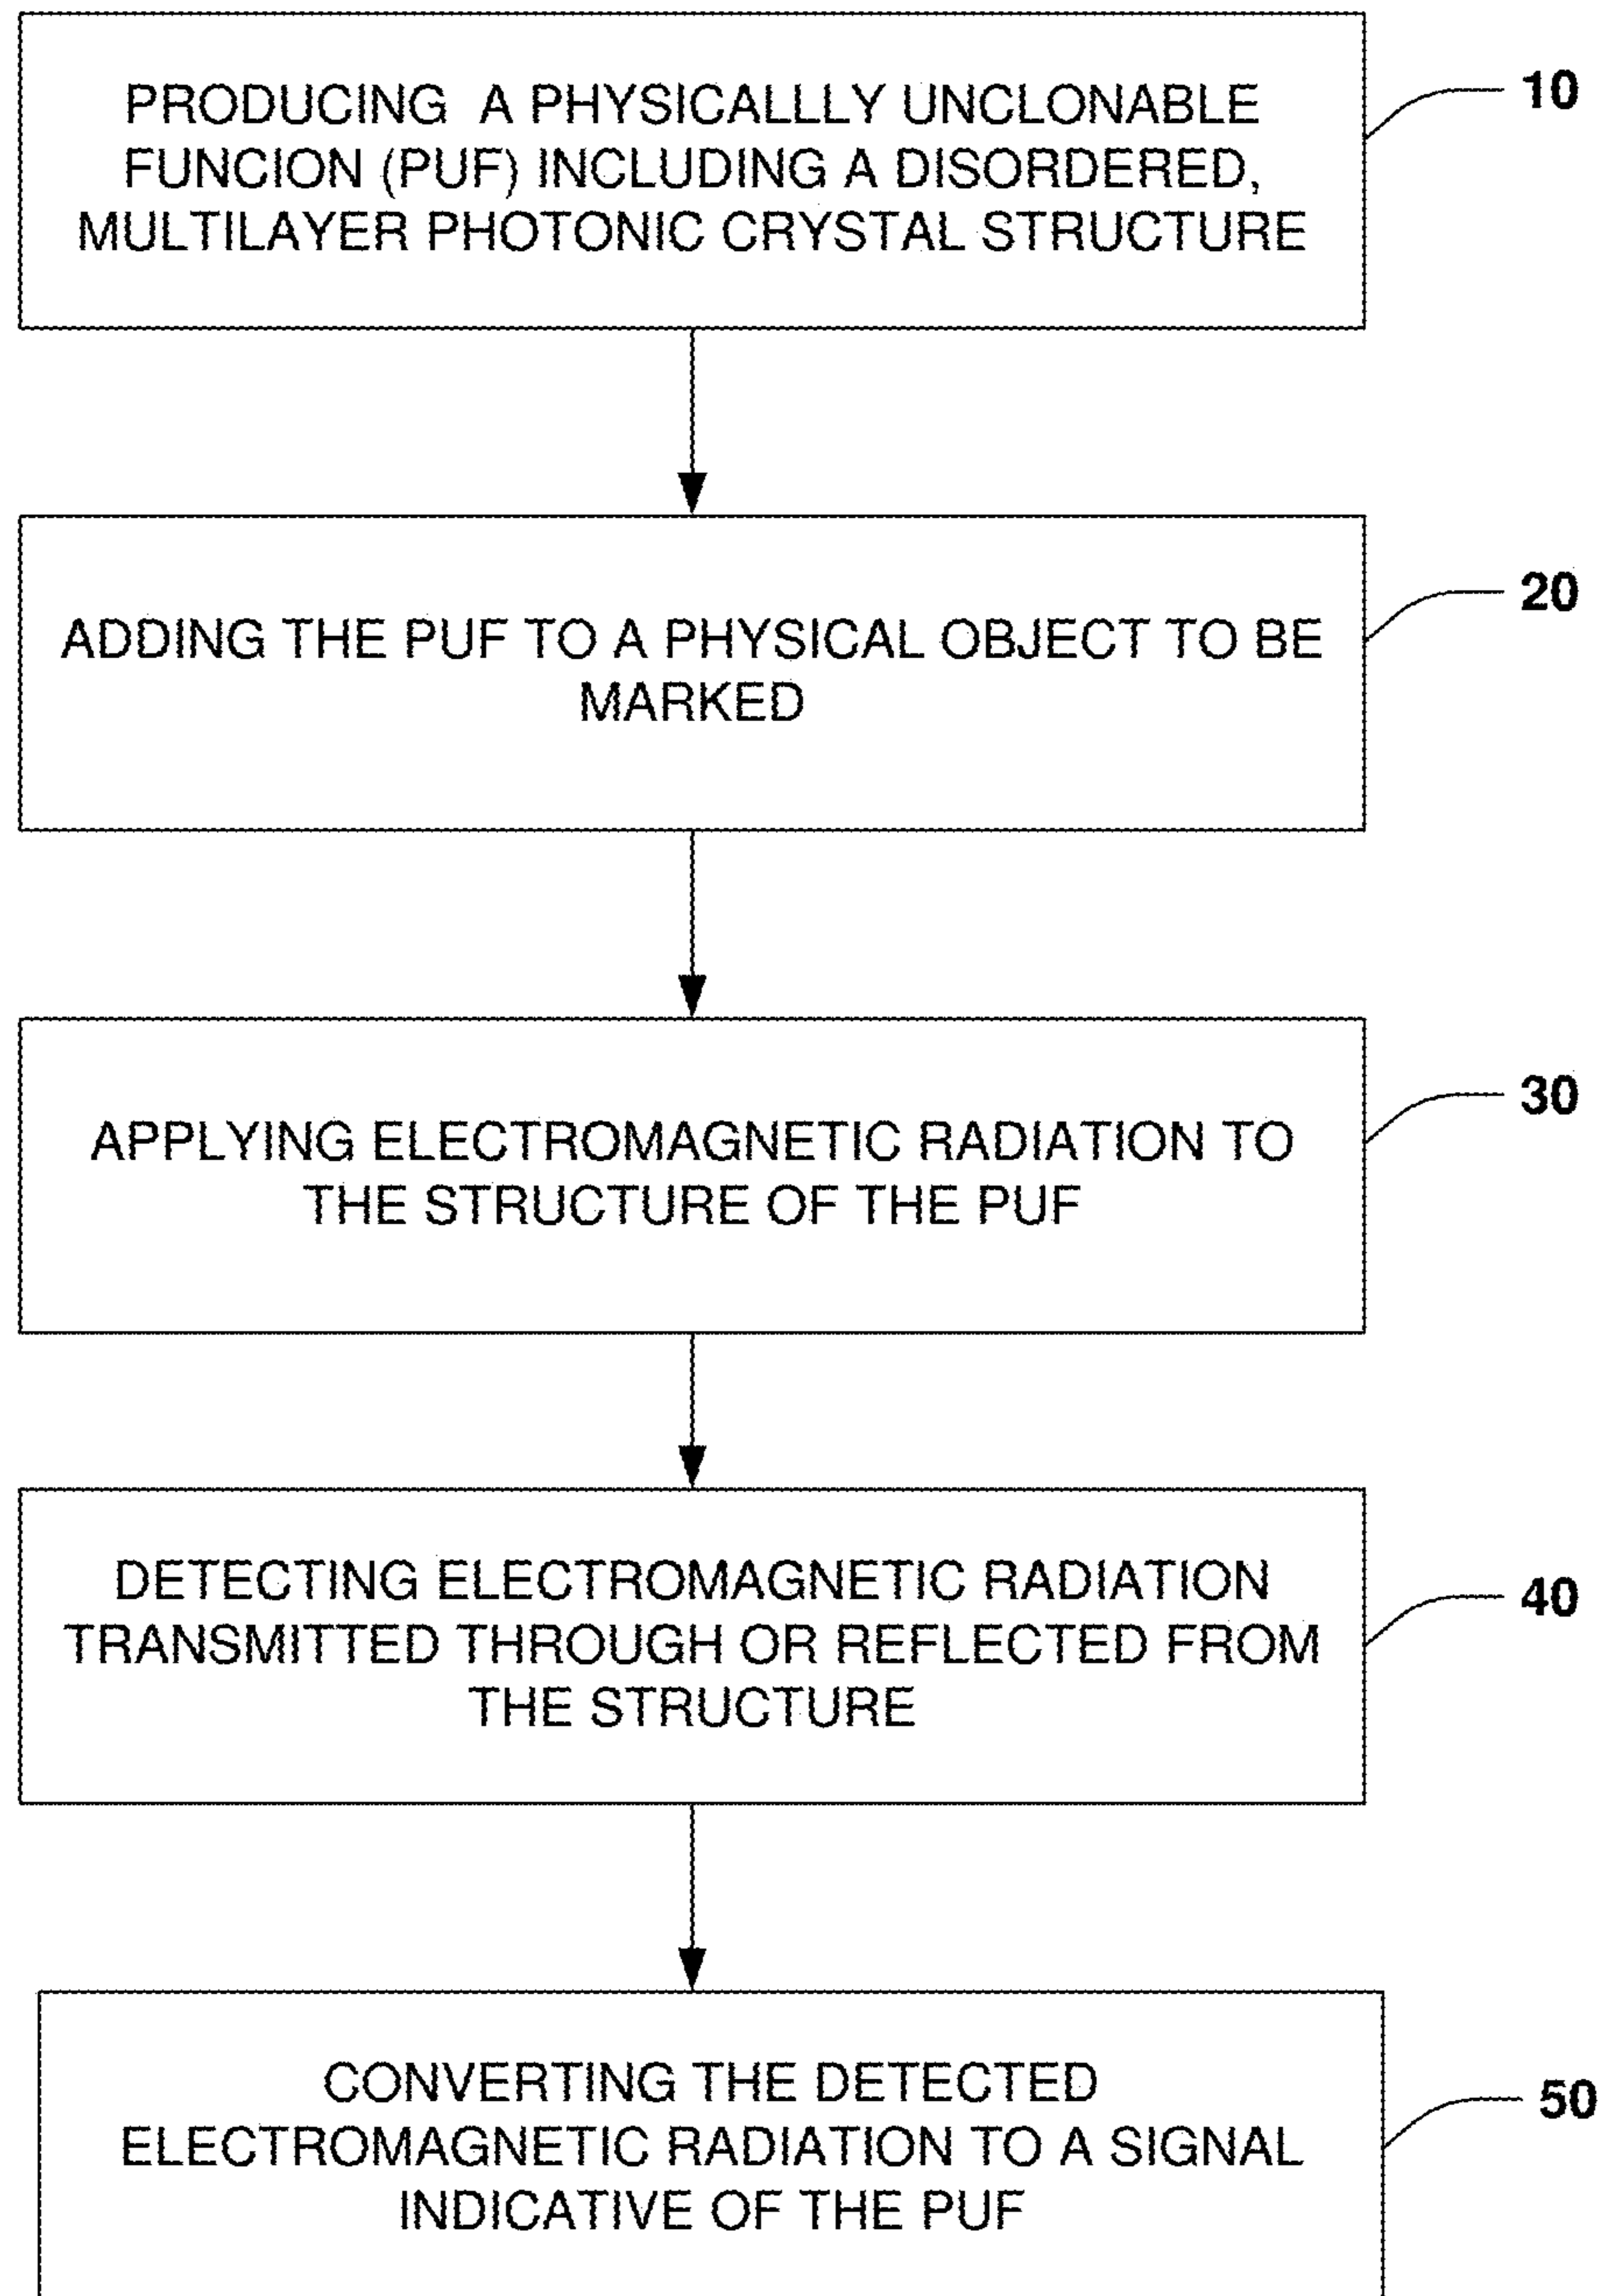 PRODUCING A PHYSICALLLY UNCLONABLE
FUNCION (PUF) INCLUDING A DISORDERED,
MULTILAYER PHOTONIC CRYSTAL STRUCTURE
10
ADDING THE PUF TO A PHYSICAL OBJECT TO BE
MARKED
20
APPLYING ELECTROMAGNETIC RADIATION TO
THE STRUCTURE OF THE PUF
30
DETECTING ELECTROMAGNETIC RADIATION
TRANSMITTED THROUGH OR REFLECTED FROM
THE STRUCTURE
40
CONVERTING THE DETECTED
ELECTROMAGNETIC RADIATION TO A SIGNAL
INDICATIVE OF THE PUF
50